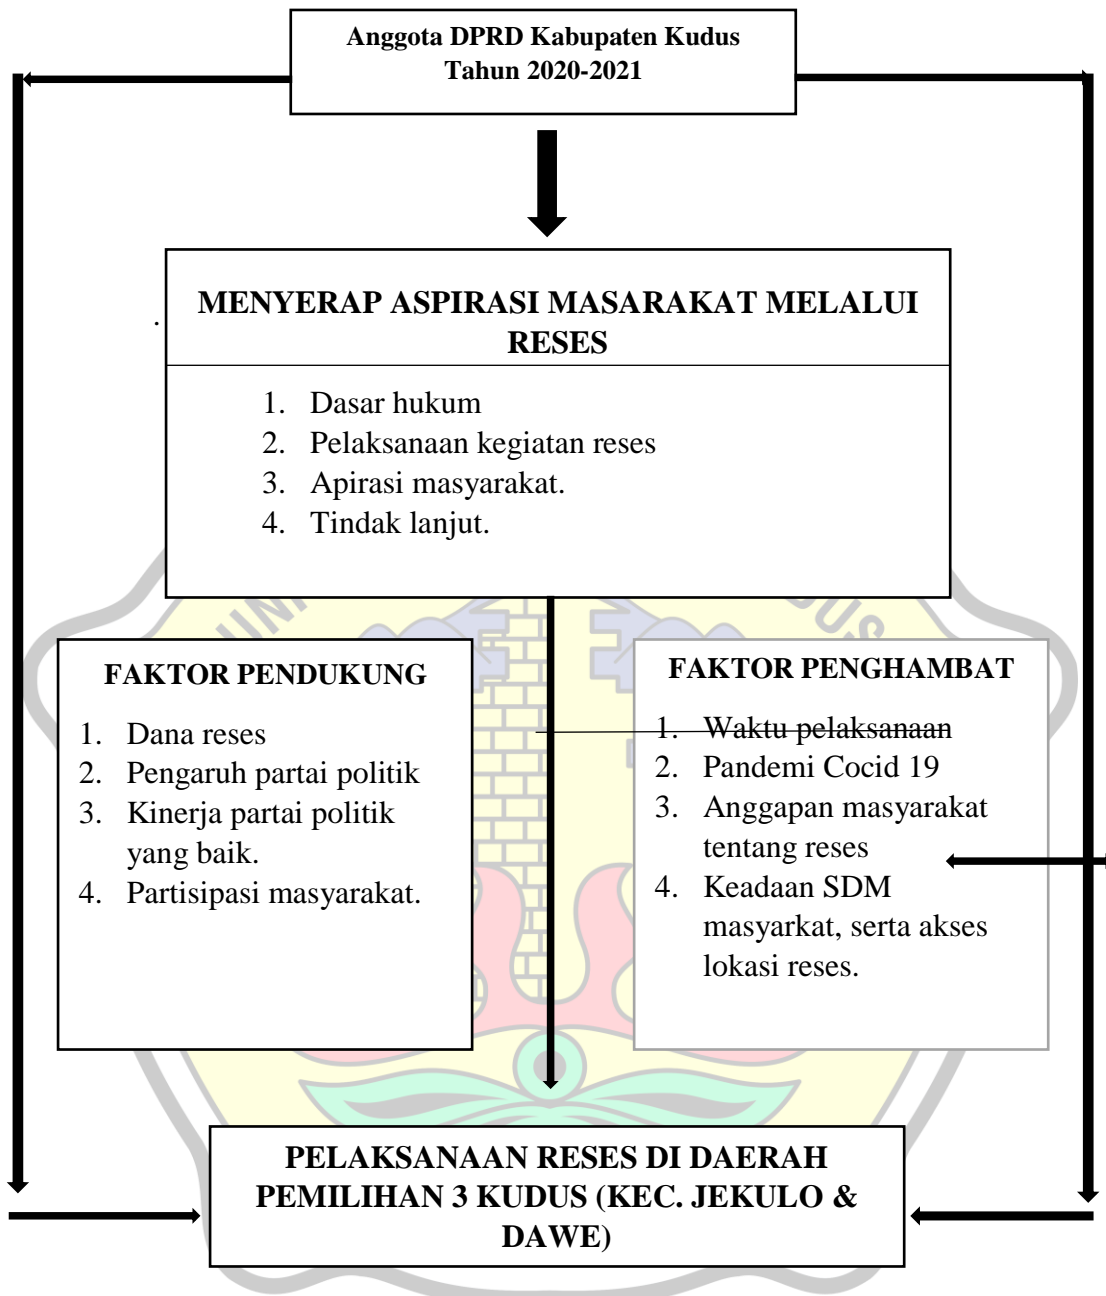 Anggota DPRD Kabupaten Kudus
Tahun 2020-2021
MENYERAP ASPIRASI MASARAKAT MELALUI
RESES
.
1. Dasar hukum
2. Pelaksanaan kegiatan reses
3. Apirasi masyarakat.
4. Tindak lanjut.
FAKTOR PENDUKUNG
1. Dana reses
2. Pengaruh partai politik
3. Kinerja partai politik
yang baik.
4. Partisipasi masyarakat.
FAKTOR PENGHAMBAT
1. Waktu pelaksanaan
2. Pandemi Cocid 19
3. Anggapan masyarakat
tentang reses
4. Keadaan SDM
masyarkat, serta akses
lokasi reses.
PELAKSANAAN RESES DI DAERAH
PEMILIHAN 3 KUDUS (KEC. JEKULO &
DAWE)